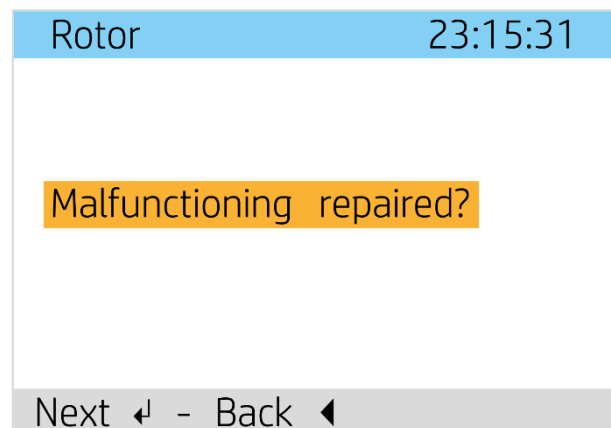 Rotor 23:15:31
Malfunctioning repaired?
Next ↲ - Back ◀